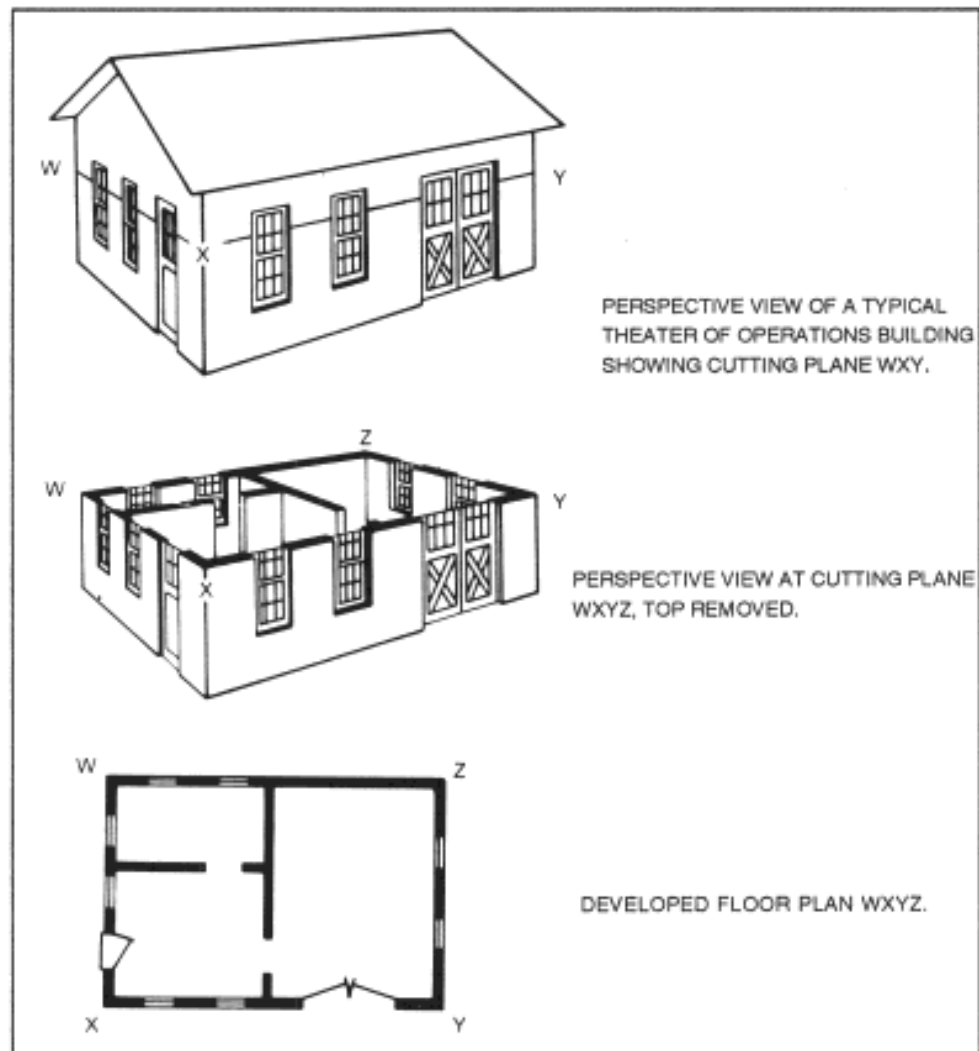 W
Y
X
PERSPECTIVE VIEW OF A TYPICAL
THEATER OF OPERATIONS BUILDING
SHOWING CUTTING PLANE WXY.
Z
W
Y
X
PERSPECTIVE VIEW AT CUTTING PLANE
WXYZ, TOP REMOVED.
W
Z
DEVELOPED FLOOR PLAN WXYZ.
X
Y